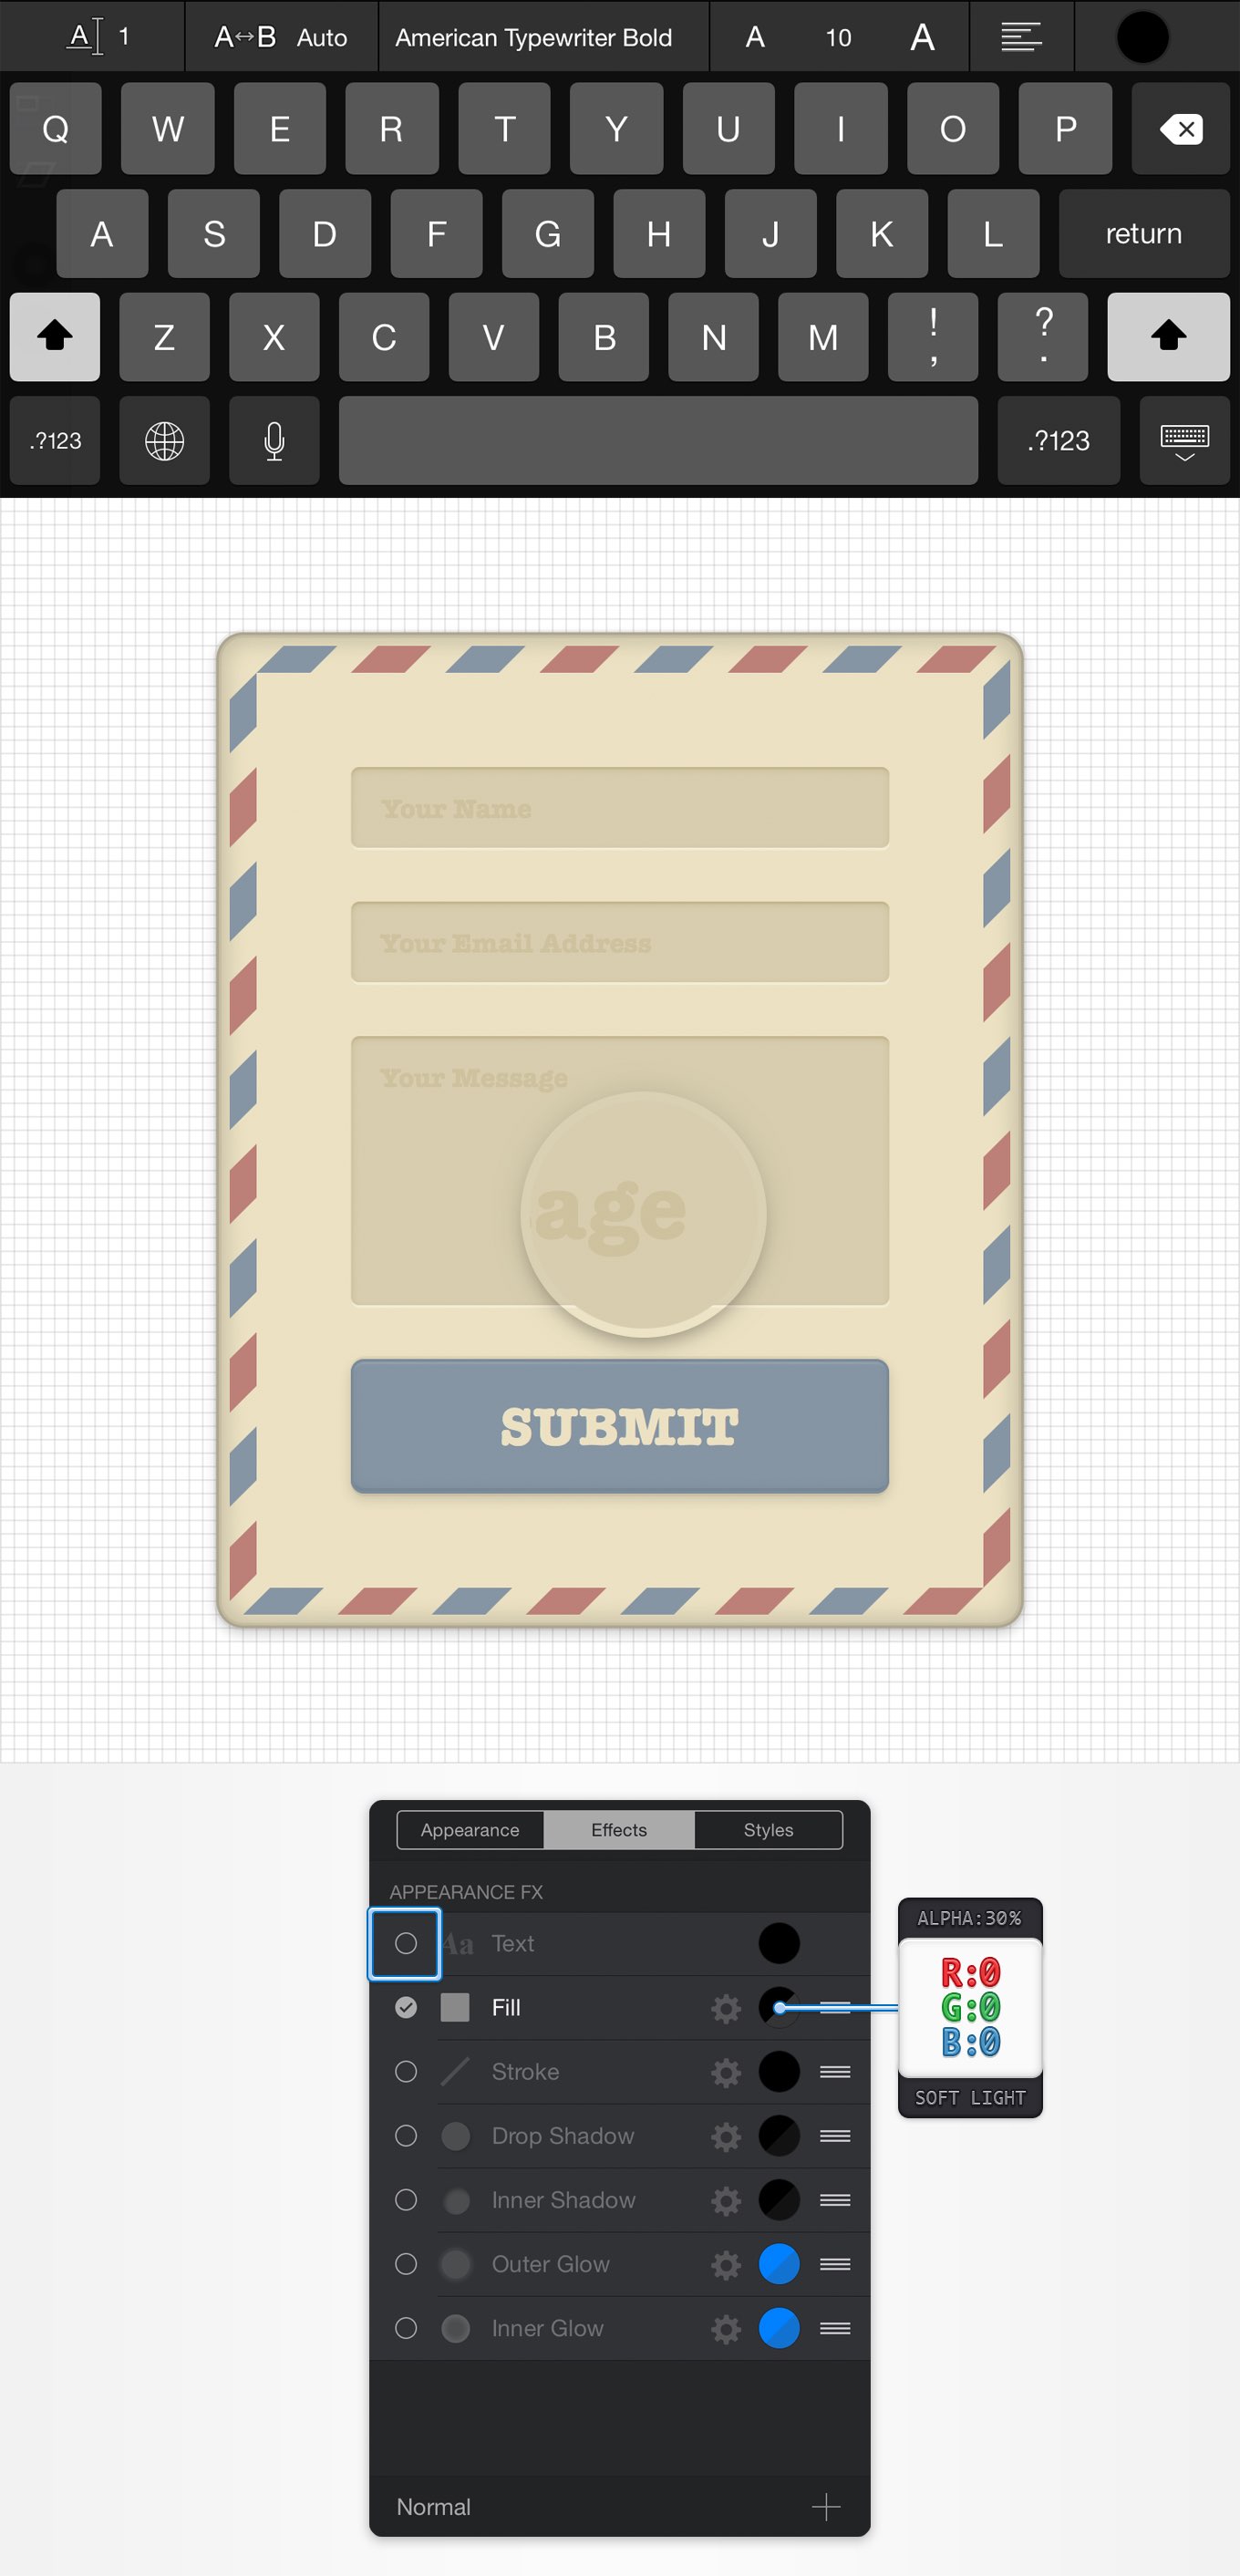 A 1 A↔B Auto American Typewriter Bold A 10 A
Q W E R T Y U I O P
A S D F G H J K L return
Z X C V B N M ! , ? .
.?123 .?123
Your Name
Your Email Address
Your Message
age
SUBMIT
Appearance Effects Styles
APPEARANCE FX
Aa Text
Fill
Stroke
Drop Shadow
Inner Shadow
Outer Glow
Inner Glow
Normal
ALPHA:30%
R:0
G:0
B:0
SOFT LIGHT